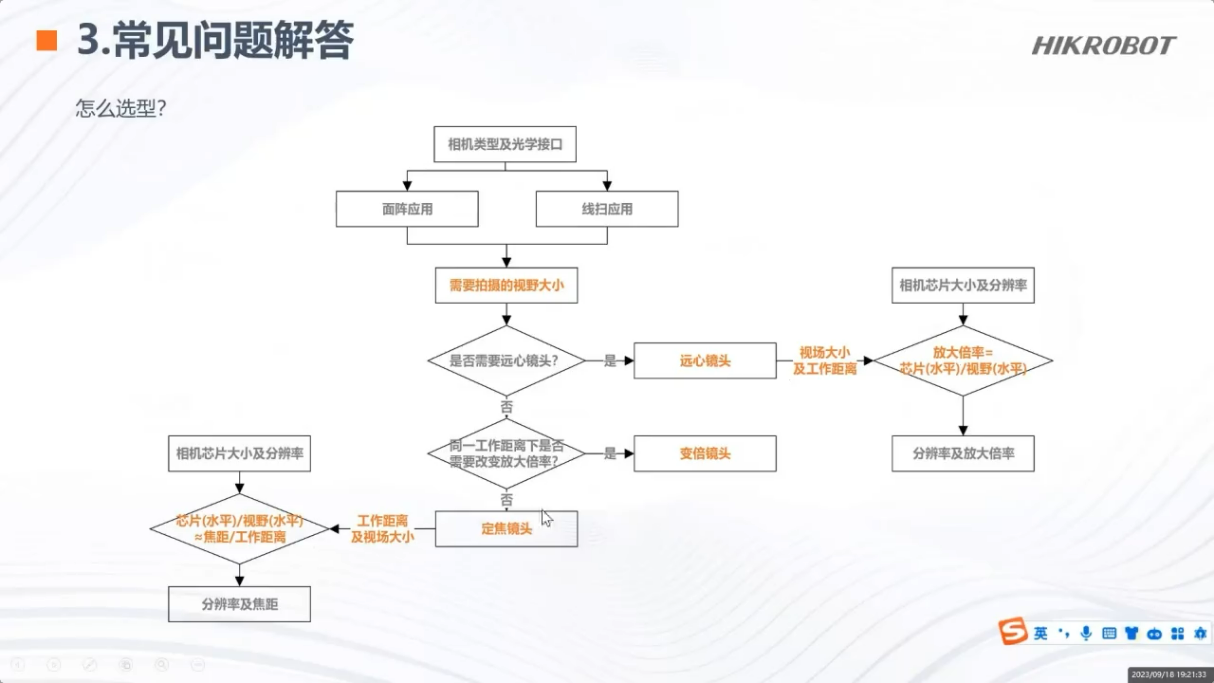 3.常见问题解答
HIKROBOT
怎么选型?
相机类型及光学接口
面阵应用
线扫应用
需要拍摄的视野大小
相机芯片大小及分辨率
是否需要远心镜头?
是
远心镜头
视场大小
及工作距离
放大倍率=
芯片(水平)/视野(水平)
否
同一工作距离下是否
需要改变放大倍率?
是
变倍镜头
分辨率及放大倍率
相机芯片大小及分辨率
否
定焦镜头
工作距离
及视场大小
芯片(水平)/视野(水平)
≈焦距/工作距离
分辨率及焦距
英
2023/09/18 19:21:33